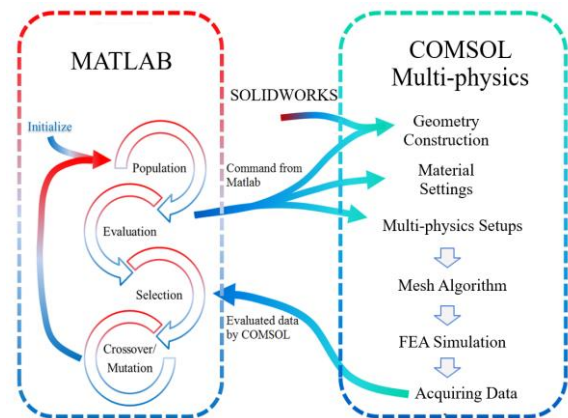 MATLAB
Initialize
Population
Evaluation
Selection
Crossover/
Mutation
SOLIDWORKS
Command from
Matlab
Evaluated data
by COMSOL
COMSOL
Multi-physics
Geometry
Construction
Material
Settings
Multi-physics Setups
Mesh Algorithm
FEA Simulation
Acquiring Data